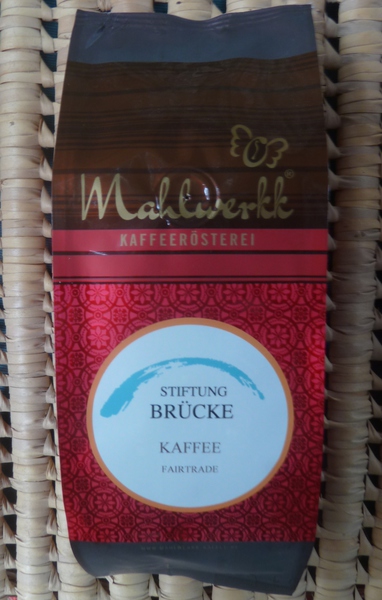 Mahlwerkk®
KAFFEERÖSTEREI
STIFTUNG
BRÜCKE
KAFFEE
FAIRTRADE